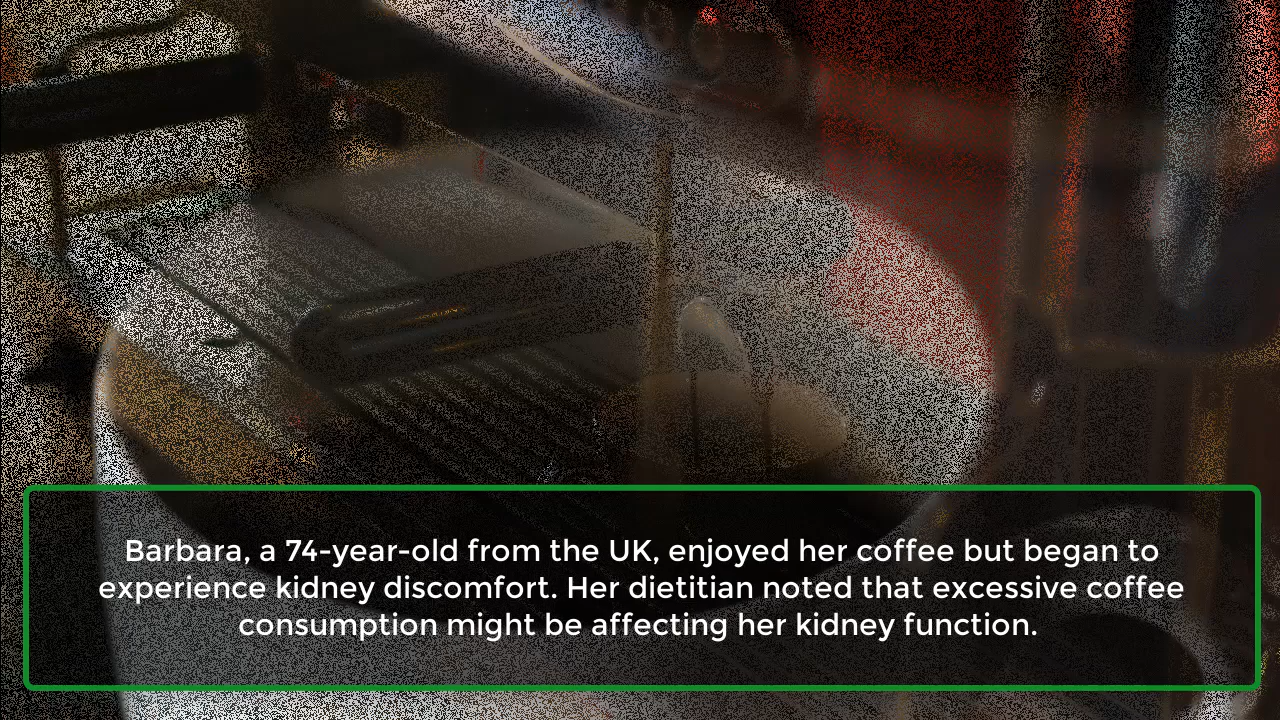 Barbara, a 74-year-old from the UK, enjoyed her coffee but began to
experience kidney discomfort. Her dietitian noted that excessive coffee
consumption might be affecting her kidney function.